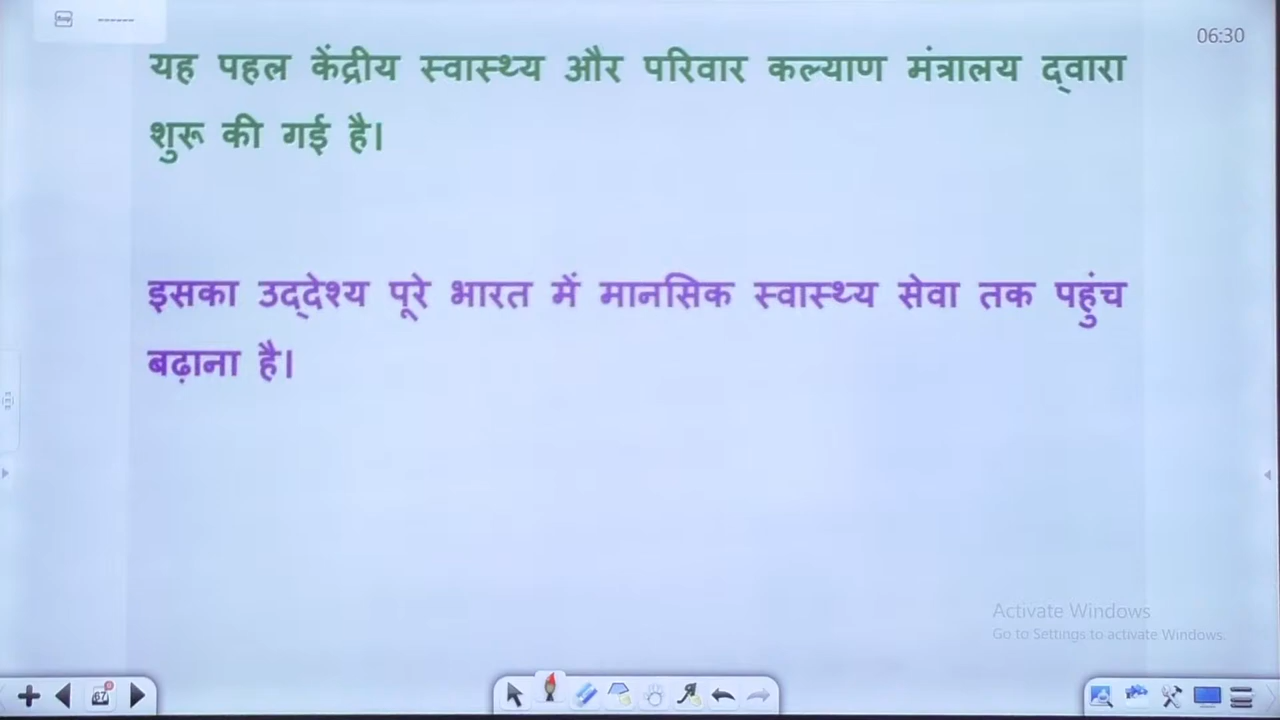 06:30
यह पहल केंद्रीय स्वास्थ्य और परिवार कल्याण मंत्रालय द्वारा
शुरू की गई है।
इसका उद्देश्य पूरे भारत में मानसिक स्वास्थ्य सेवा तक पहुंच
बढ़ाना है।
Activate Windows
Go to Settings to activate Windows.
67